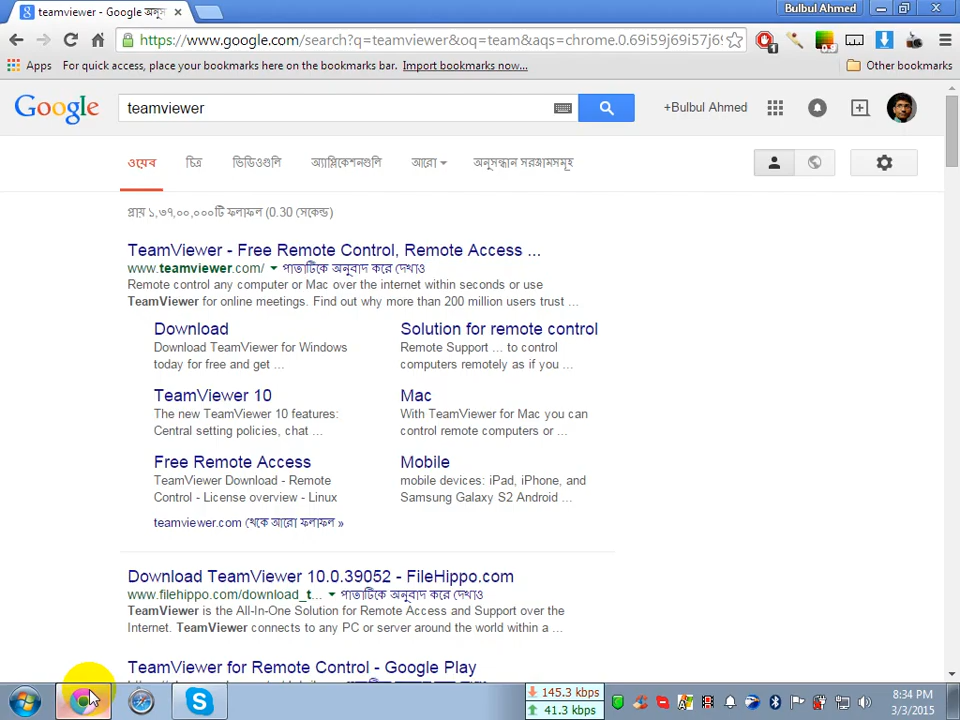 teamviewer - Google অনুস
Bulbul Ahmed
https://www.google.com/search?q=teamviewer&oq=team&aqs=chrome.0.69i59j69i57j69
Apps For quick access, place your bookmarks here on the bookmarks bar. Import bookmarks now... Other bookmarks
Google
teamviewer
+Bulbul Ahmed
ওয়েব চিত্র ভিডিওগুলি অ্যাপ্লিকেশনগুলি আরো অনুসন্ধান সরঞ্জামসমূহ
প্রায় ১,৩৭,০০,০০০টি ফলাফল (0.30 সেকেন্ড)
TeamViewer - Free Remote Control, Remote Access ...
www.teamviewer.com/ পাতাটিকে অনুবাদ করে দেখাও
Remote control any computer or Mac over the internet within seconds or use
TeamViewer for online meetings. Find out why more than 200 million users trust ...
Download
Download TeamViewer for Windows
today for free and get ...
Solution for remote control
Remote Support ... to control
computers remotely as if you ...
TeamViewer 10
The new TeamViewer 10 features:
Central setting policies, chat ...
Mac
With TeamViewer for Mac you can
control remote computers or ...
Free Remote Access
TeamViewer Download - Remote
Control - License overview - Linux
Mobile
mobile devices: iPad, iPhone, and
Samsung Galaxy S2 Android ...
teamviewer.com থেকে আরো ফলাফল »
Download TeamViewer 10.0.39052 - FileHippo.com
www.filehippo.com/download_t... পাতাটিকে অনুবাদ করে দেখাও
TeamViewer is the All-In-One Solution for Remote Access and Support over the
Internet. TeamViewer connects to any PC or server around the world within a ...
TeamViewer for Remote Control - Google Play
145.3 kbps
41.3 kbps
8:34 PM
3/3/2015